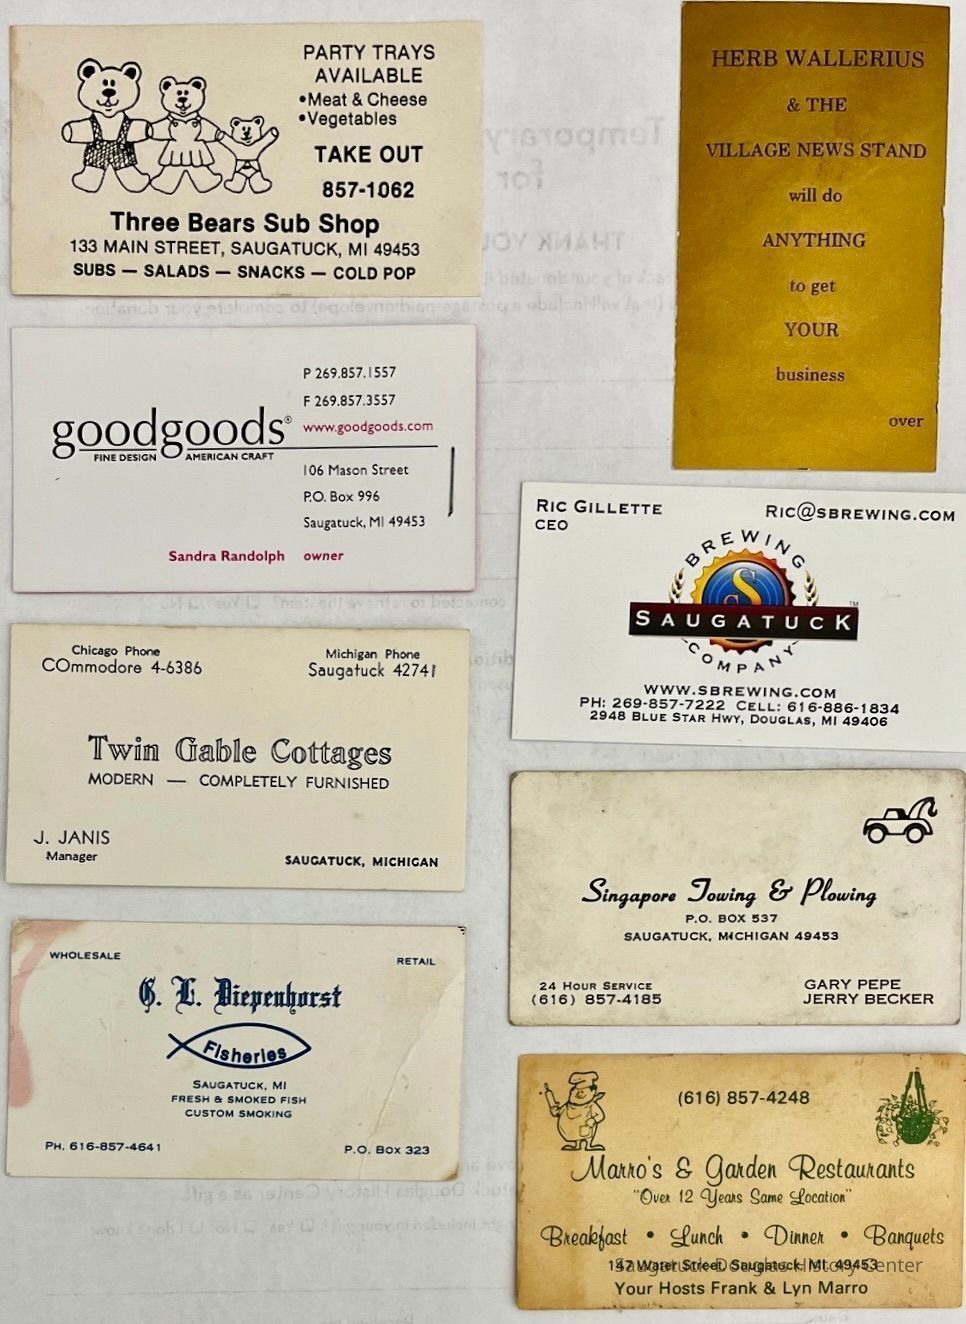 PARTY TRAYS
AVAILABLE
•Meat & Cheese
•Vegetables
TAKE OUT
857-1062
Three Bears Sub Shop
133 MAIN STREET, SAUGATUCK, MI 49453
SUBS — SALADS — SNACKS — COLD POP
HERB WALLERIUS
& THE
VILLAGE NEWS STAND
will do
ANYTHING
to get
YOUR
business
over
P 269.857.1557
F 269.857.3557
www.goodgoods.com
goodgoods®
FINE DESIGN AMERICAN CRAFT
106 Mason Street
P.O. Box 996
Saugatuck, MI 49453
Sandra Randolph owner
RIC GILLETTE
CEO
RIC@SBREWING.COM
BREWING
S
SAUGATUCK
TM
COMPANY
WWW.SBREWING.COM
PH: 269-857-7222 CELL: 616-886-1834
2948 BLUE STAR HWY, DOUGLAS, MI 49406
Chicago Phone
COmmodore 4-6386
Michigan Phone
Saugatuck 42741
Twin Gable Cottages
MODERN — COMPLETELY FURNISHED
J. JANIS
Manager
SAUGATUCK, MICHIGAN
Singapore Towing & Plowing
P.O. BOX 537
SAUGATUCK, MICHIGAN 49453
24 HOUR SERVICE
(616) 857-4185
GARY PEPE
JERRY BECKER
WHOLESALE
RETAIL
G. L. Diepenhorst
Fisheries
SAUGATUCK, MI
FRESH & SMOKED FISH
CUSTOM SMOKING
PH. 616-857-4641
P.O. BOX 323
(616) 857-4248
Marro's & Garden Restaurants
"Over 12 Years Same Location"
Breakfast • Lunch • Dinner • Banquets
147 Water Street, Saugatuck, MI 49453
Saugatuck-Douglas History Center
Your Hosts Frank & Lyn Marro